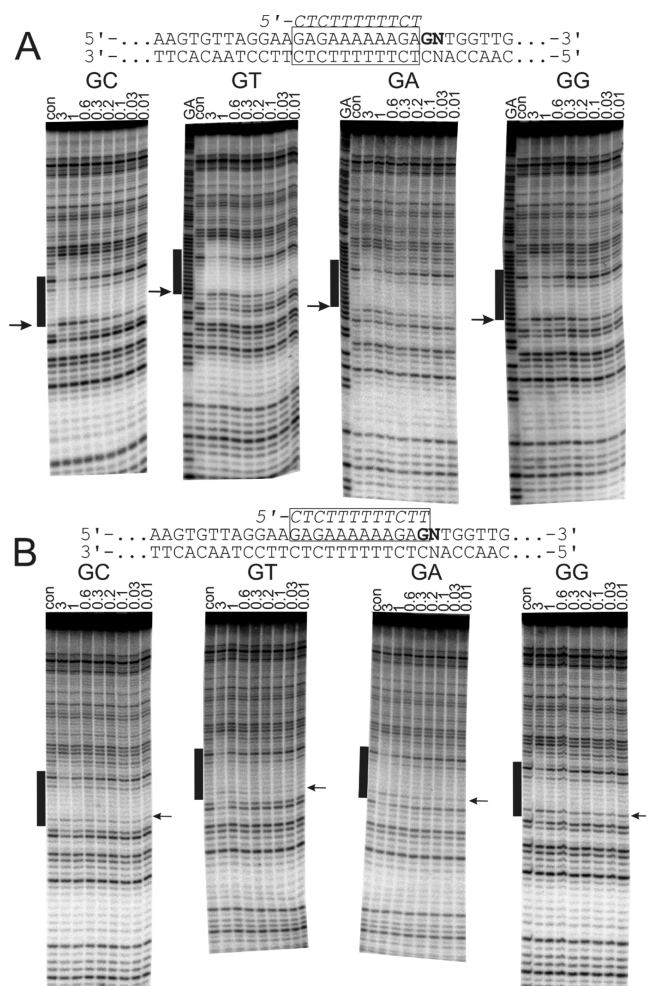 A
5'-CTCTTTTTTCT
5'-...AAGTGTTAGGAAGAGAAAAAAGAGNTGGTTG...-3'
3'-...TTCACAATCCTTCTCTTTTTTCTCNACCAAC...-5'
GC GT GA GG
con 3 1 0.6 0.3 0.2 0.1 0.03 0.01 GA con 3 1 0.6 0.3 0.2 0.1 0.03 0.01 GA con 3 1 0.6 0.3 0.2 0.1 0.03 0.01 GA con 3 1 0.6 0.3 0.2 0.1 0.03 0.01
B
5'-CTCTTTTTTCTT
5'-...AAGTGTTAGGAAGAGAAAAAAGAGNTGGTTG...-3'
3'-...TTCACAATCCTTCTCTTTTTTCTCNACCAAC...-5'
GC GT GA GG
con 3 1 0.6 0.3 0.2 0.1 0.03 0.01 con 3 1 0.6 0.3 0.2 0.1 0.03 0.01 con 3 1 0.6 0.3 0.2 0.1 0.03 0.01 con 3 1 0.6 0.3 0.2 0.1 0.03 0.01